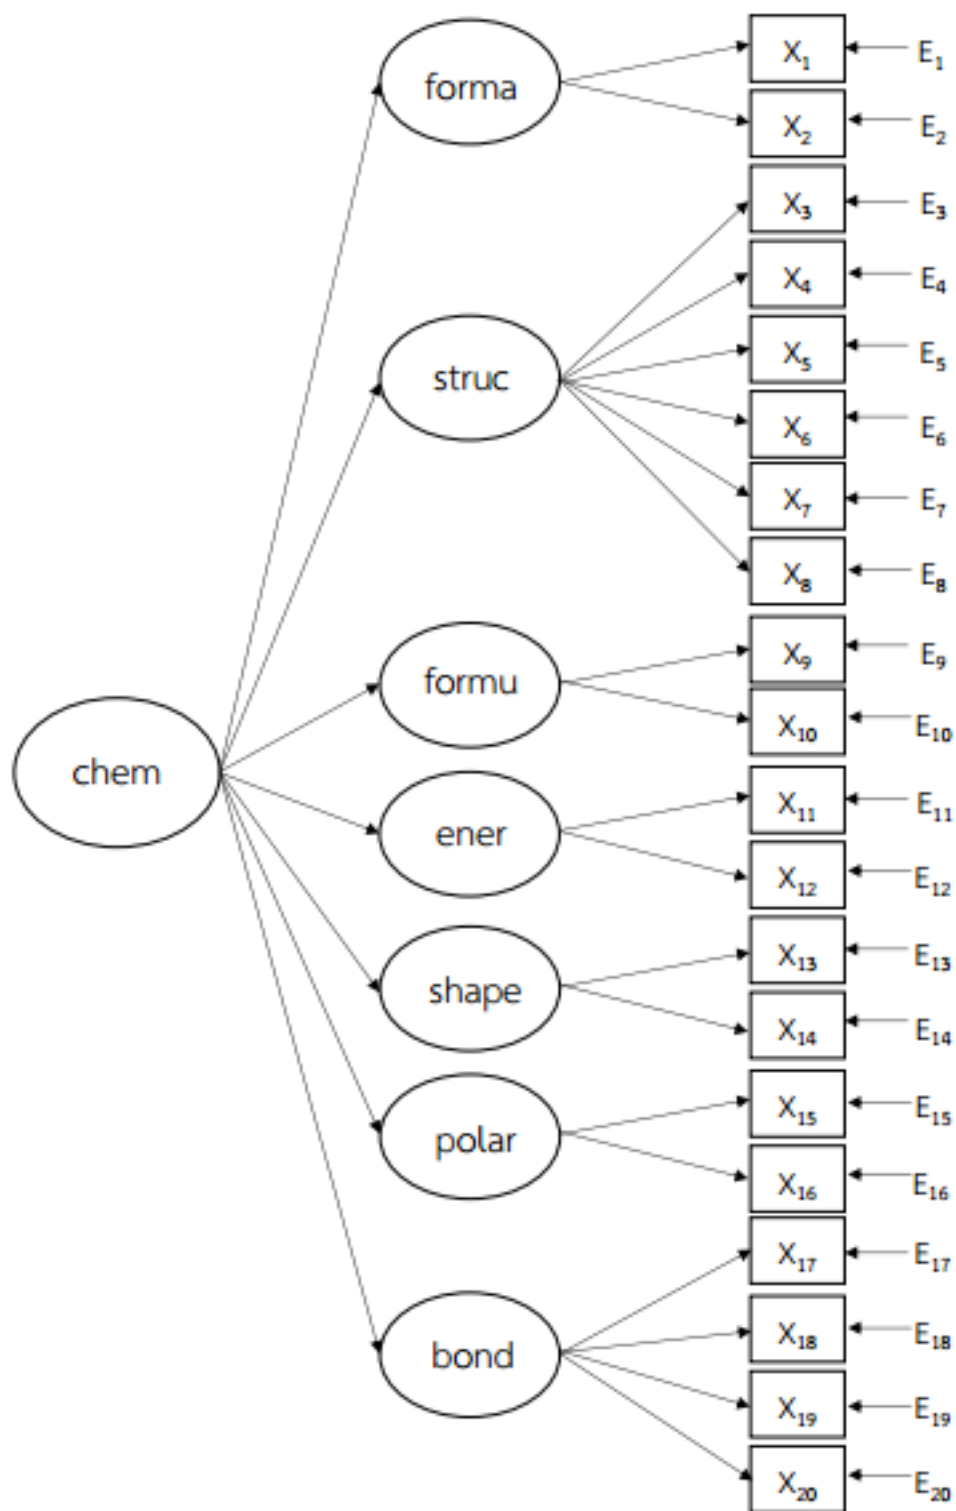 forma
X₁
E₁
X₂
E₂
X₃
E₃
X₄
E₄
struc
X₅
E₅
X₆
E₆
X₇
E₇
X₈
E₈
formu
X₉
E₉
X₁₀
E₁₀
chem
ener
X₁₁
E₁₁
X₁₂
E₁₂
shape
X₁₃
E₁₃
X₁₄
E₁₄
polar
X₁₅
E₁₅
X₁₆
E₁₆
X₁₇
E₁₇
bond
X₁₈
E₁₈
X₁₉
E₁₉
X₂₀
E₂₀